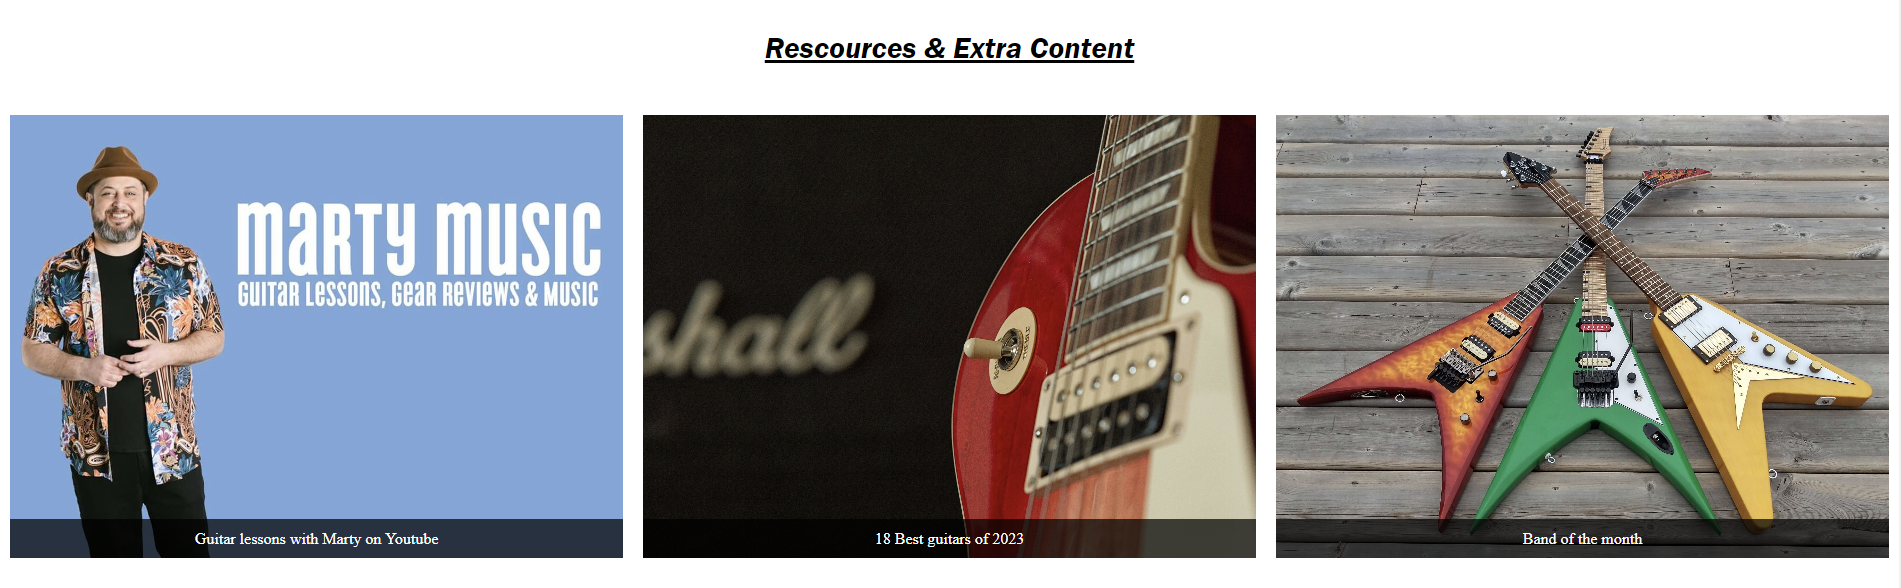 Rescources & Extra Content
marty music
Guitar Lessons, Gear Reviews & Music
shall
Guitar lessons with Marty on Youtube
18 Best guitars of 2023
Band of the month